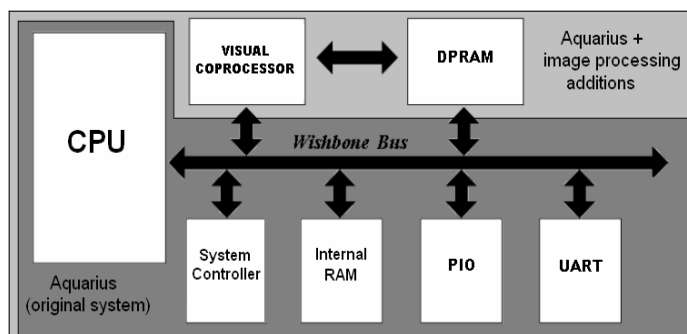 VISUAL
COPROCESSOR
DPRAM
Aquarius +
image processing
additions
CPU
Wishbone Bus
System
Controller
Internal
RAM
PIO
UART
Aquarius
(original system)